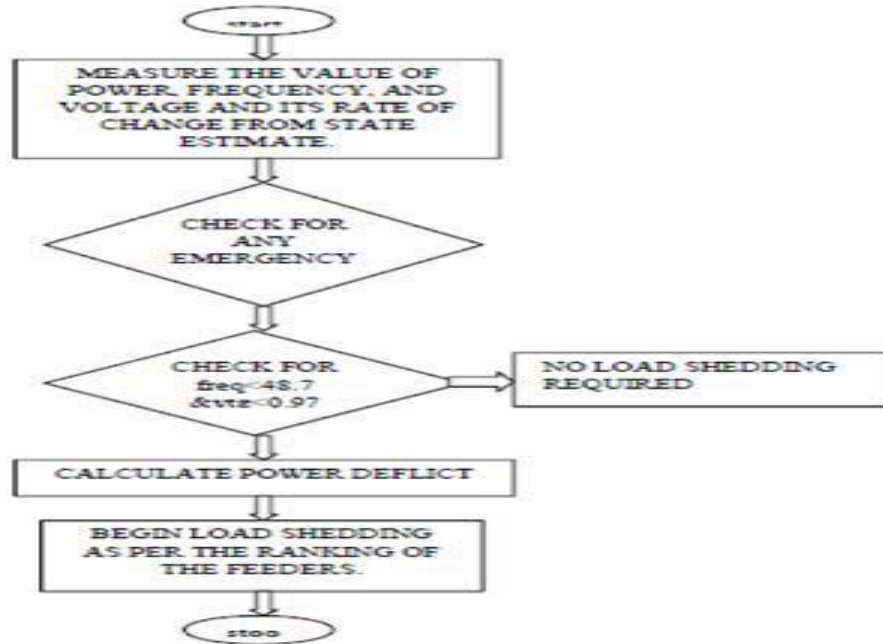 start
MEASURE THE VALUE OF
POWER, FREQUENCY, AND
VOLTAGE AND ITS RATE OF
CHANGE FROM STATE
ESTIMATE.
CHECK FOR
ANY
EMERGENCY
CHECK FOR
freq<48.7
&vtg<0.97
NO LOAD SHEDDING
REQUIRED
CALCULATE POWER DEFLICT
BEGIN LOAD SHEDDING
AS PER THE RANKING OF
THE FEEDERS.
stop